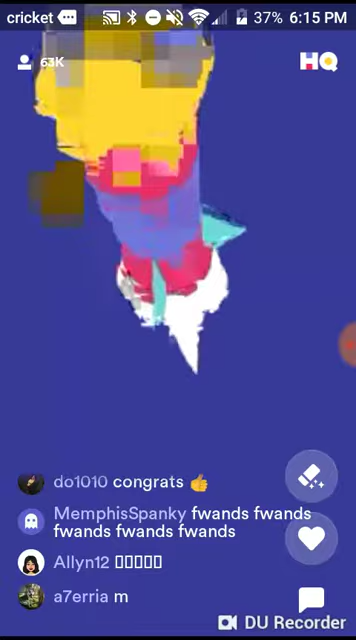 cricket 37% 6:15 PM
63K HQ
do1010 congrats 👍
MemphisSpanky fwands fwands
fwands fwands fwands
Allyn12 
a7erria m
DU Recorder